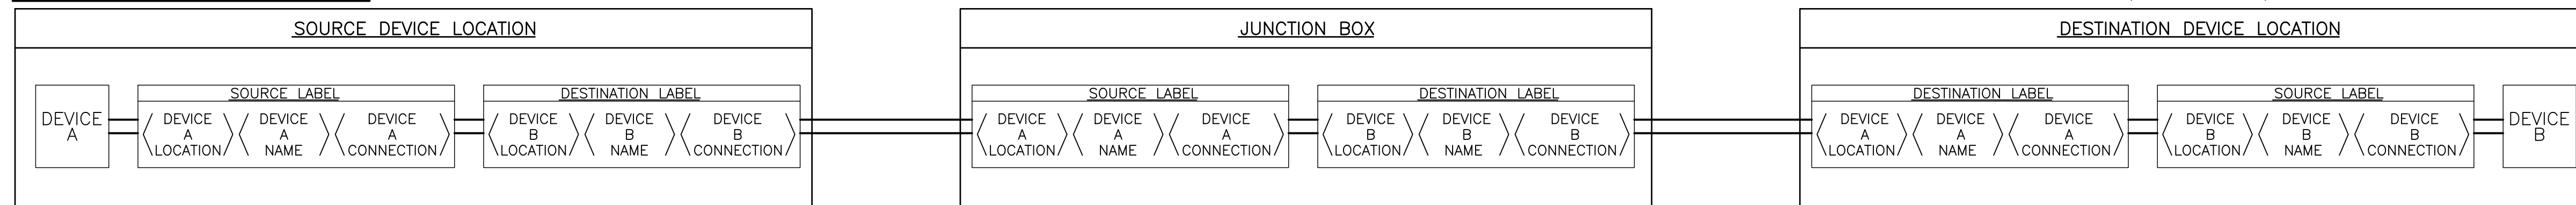 SOURCE DEVICE LOCATION
DEVICE
A
SOURCE LABEL
DEVICE
A
LOCATION
DEVICE
A
NAME
DEVICE
A
CONNECTION
DESTINATION LABEL
DEVICE
B
LOCATION
DEVICE
B
NAME
DEVICE
B
CONNECTION
JUNCTION BOX
SOURCE LABEL
DEVICE
A
LOCATION
DEVICE
A
NAME
DEVICE
A
CONNECTION
DESTINATION LABEL
DEVICE
B
LOCATION
DEVICE
B
NAME
DEVICE
B
CONNECTION
DESTINATION DEVICE LOCATION
DESTINATION LABEL
DEVICE
A
LOCATION
DEVICE
A
NAME
DEVICE
A
CONNECTION
SOURCE LABEL
DEVICE
B
LOCATION
DEVICE
B
NAME
DEVICE
B
CONNECTION
DEVICE
B